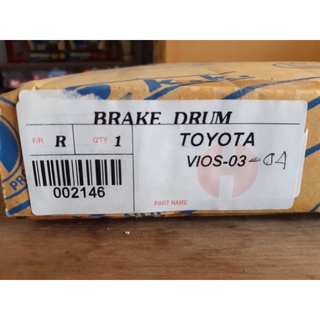 BRAKE DRUM
F/R R QTY 1
TOYOTA
VIOS-03-04
002146
PART NAME